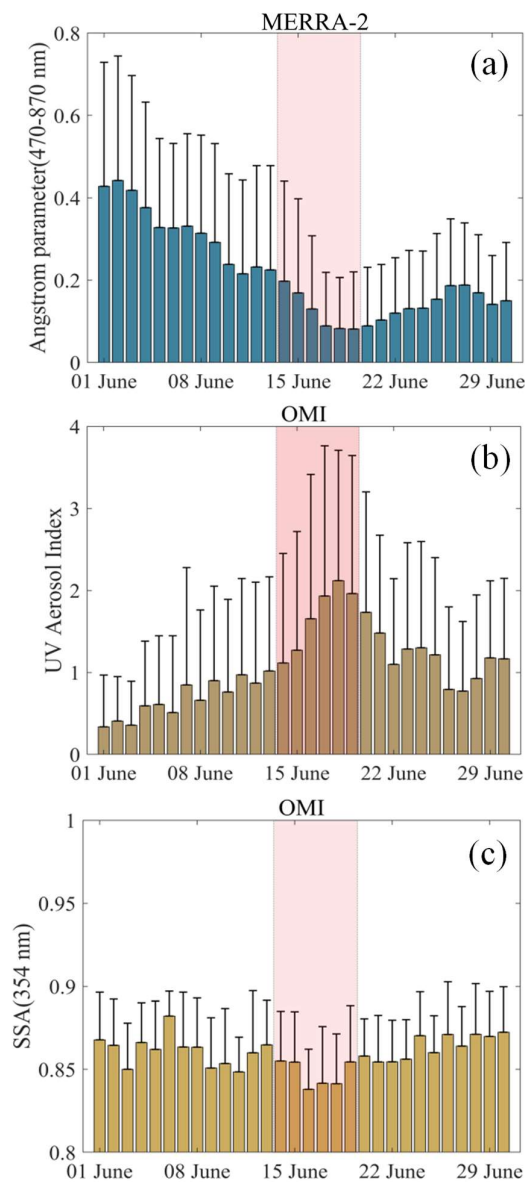 MERRA-2
(a)
Angstrom parameter(470-870 nm)
0.8
0.6
0.4
0.2
0
01 June 08 June 15 June 22 June 29 June
OMI
(b)
UV Aerosol Index
4
3
2
1
0
01 June 08 June 15 June 22 June 29 June
OMI
(c)
SSA(354 nm)
1
0.95
0.9
0.85
0.8
01 June 08 June 15 June 22 June 29 June